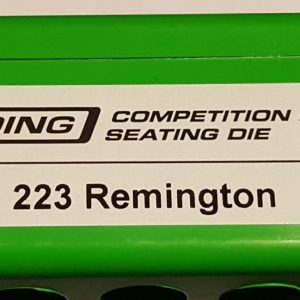 DING COMPETITION
SEATING DIE
223 Remington